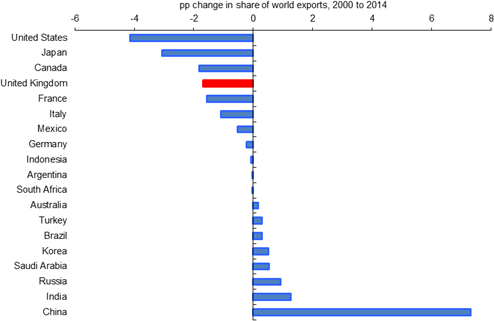 pp change in share of world exports, 2000 to 2014
-6 -4 -2 0 2 4 6 8
United States
Japan
Canada
United Kingdom
France
Italy
Mexico
Germany
Indonesia
Argentina
South Africa
Australia
Turkey
Brazil
Korea
Saudi Arabia
Russia
India
China